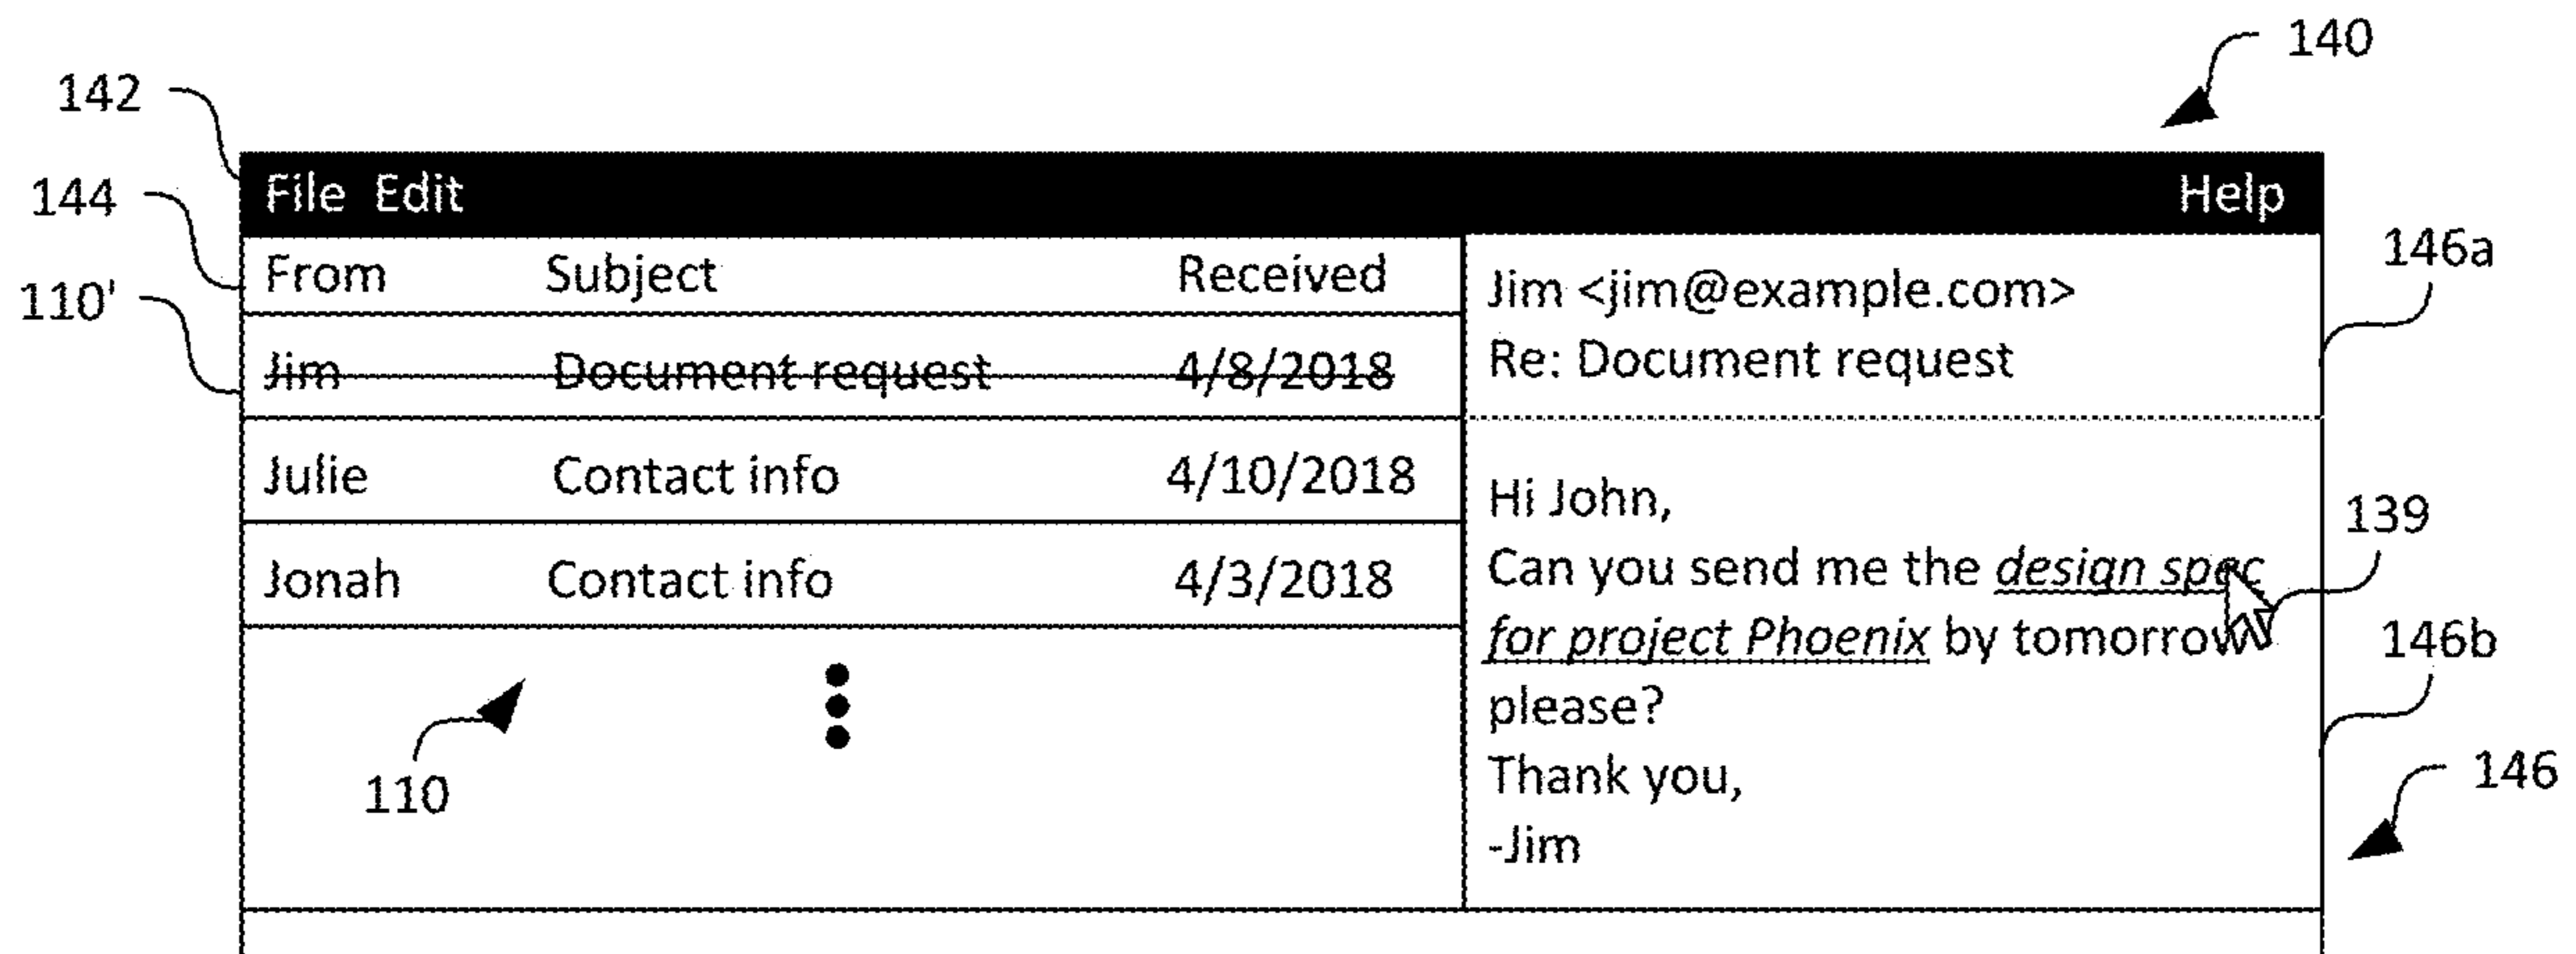 140
142
File Edit Help
144
From Subject Received
146a
110'
Jim <jim@example.com>
Re: Document request
Jim Document request 4/8/2018
Julie Contact info 4/10/2018
Jonah Contact info 4/3/2018
110
Hi John,
139
Can you send me the design spec
for project Phoenix by tomorrow
146b
please?
Thank you,
146
-Jim